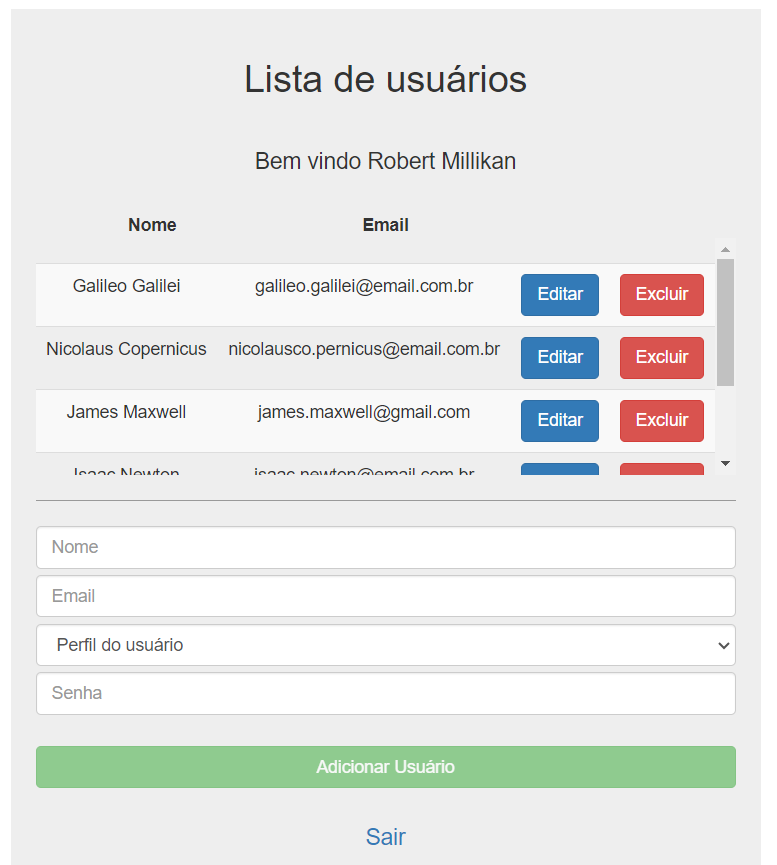 Lista de usuários
Bem vindo Robert Millikan
Nome Email
Galileo Galilei galileo.galilei@email.com.br Editar Excluir
Nicolaus Copernicus nicolausco.pernicus@email.com.br Editar Excluir
James Maxwell james.maxwell@gmail.com Editar Excluir
Isaac Newton isaac.newton@email.com.br
Nome
Email
Perfil do usuário
Senha
Adicionar Usuário
Sair